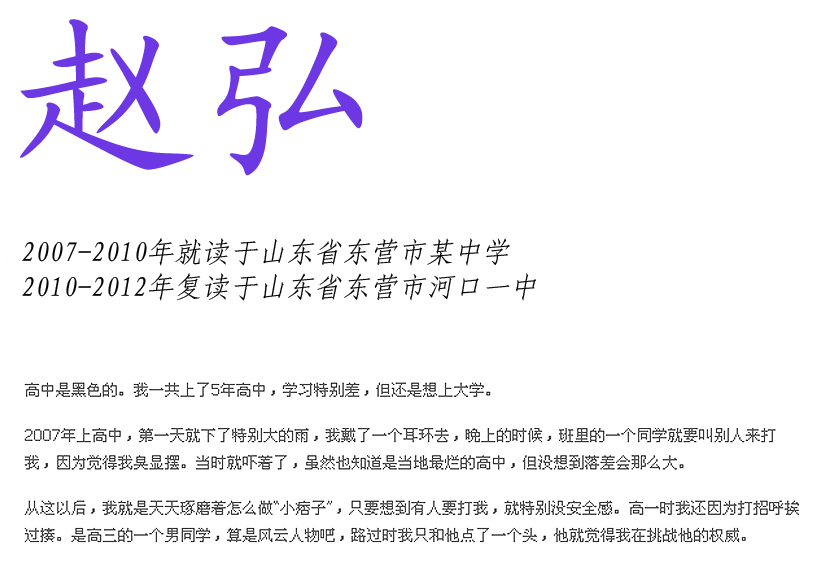 赵弘
2007-2010年就读于山东省东营市某中学
2010-2012年复读于山东省东营市河口一中
高中是黑色的。我一共上了5年高中，学习特别差，但还是想上大学。
2007年上高中，第一天就下了特别大的雨，我戴了一个耳环去，晚上的时候，班里的一个同学就要叫别人来打
我，因为觉得我臭显摆。当时就吓着了，虽然也知道是当地最烂的高中，但没想到落差会那么大。
从这以后，我就是天天琢磨着怎么做“小痞子”，只要想到有人要打我，就特别没安全感。高一时我还因为打招呼挨
过揍。是高三的一个男同学，算是风云人物吧，路过时我只和他点了一个头，他就觉得我在挑战他的权威。